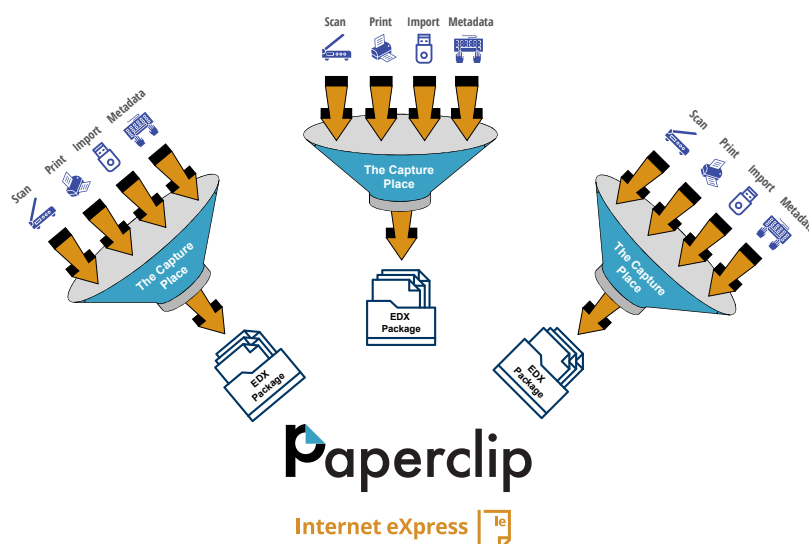 Scan Print Import Metadata
The Capture
Place
EDX
Package
Scan Print Import Metadata
The Capture
Place
EDX
Package
Scan Print Import Metadata
The Capture
Place
EDX
Package
Paperclip
Internet eXpress Ie